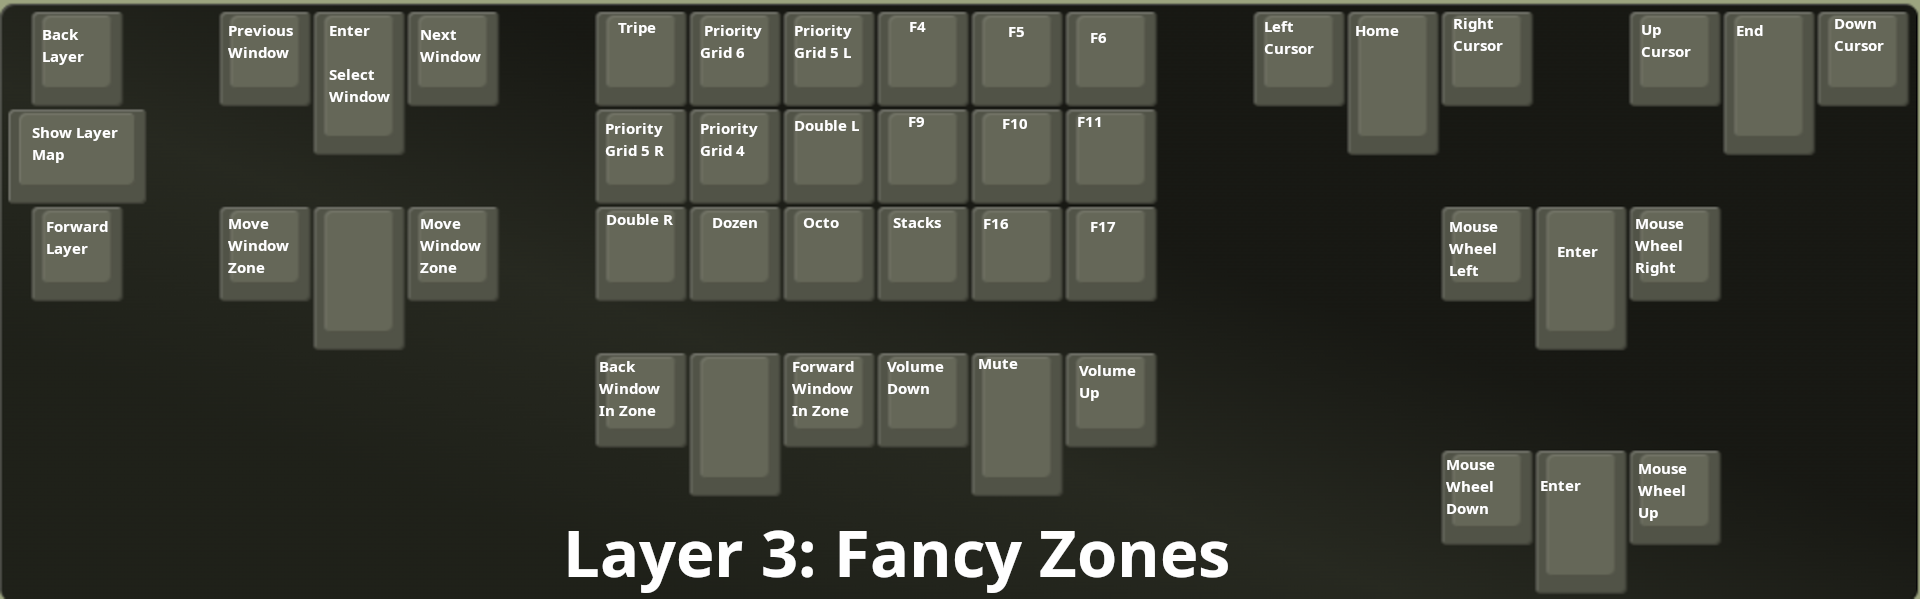 Back
Layer
Previous
Window
Enter
Select
Window
Next
Window
Tripe
Priority
Grid 6
Priority
Grid 5 L
F4
F5
F6
Left
Cursor
Home
Right
Cursor
Up
Cursor
End
Down
Cursor
Show Layer
Map
Priority
Grid 5 R
Priority
Grid 4
Double L
F9
F10
F11
Forward
Layer
Move
Window
Zone
Move
Window
Zone
Double R
Dozen
Octo
Stacks
F16
F17
Mouse
Wheel
Left
Enter
Mouse
Wheel
Right
Back
Window
In Zone
Forward
Window
In Zone
Volume
Down
Mute
Volume
Up
Mouse
Wheel
Down
Enter
Mouse
Wheel
Up
Layer 3: Fancy Zones